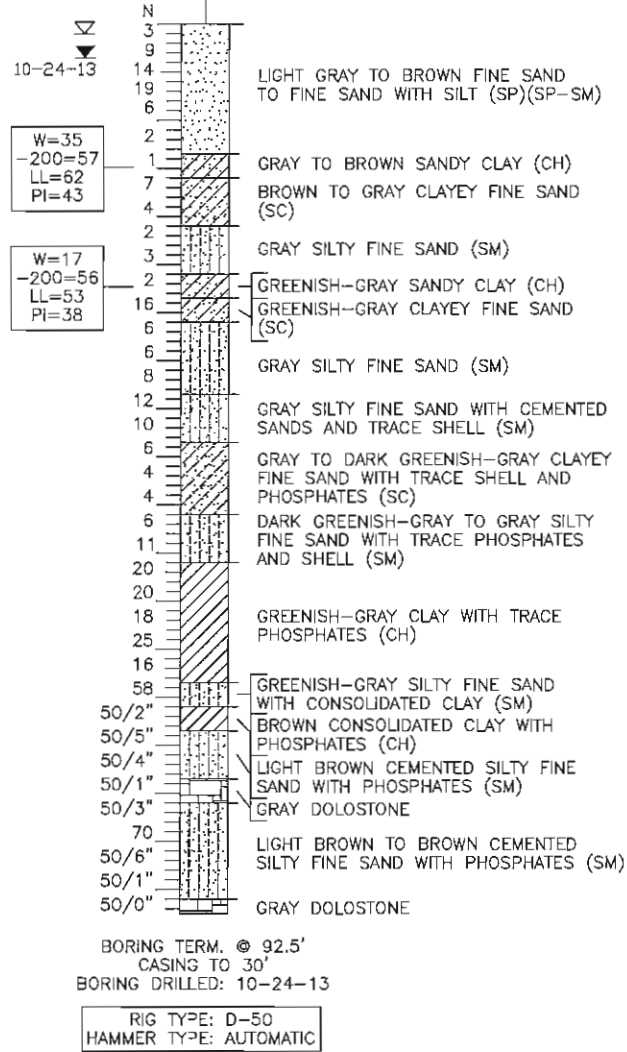 N
3
9
10-24-13
14
19
6
2
LIGHT GRAY TO BROWN FINE SAND
TO FINE SAND WITH SILT (SP)(SP-SM)
W=35
-200=57
LL=62
PI=43
1
GRAY TO BROWN SANDY CLAY (CH)
7
4
BROWN TO GRAY CLAYEY FINE SAND
(SC)
2
3
GRAY SILTY FINE SAND (SM)
W=17
-200=56
LL=53
PI=38
2
GREENISH-GRAY SANDY CLAY (CH)
16
GREENISH-GRAY CLAYEY FINE SAND
(SC)
6
6
8
GRAY SILTY FINE SAND (SM)
12
10
GRAY SILTY FINE SAND WITH CEMENTED
SANDS AND TRACE SHELL (SM)
6
4
4
GRAY TO DARK GREENISH-GRAY CLAYEY
FINE SAND WITH TRACE SHELL AND
PHOSPHATES (SC)
6
11
DARK GREENISH-GRAY TO GRAY SILTY
FINE SAND WITH TRACE PHOSPHATES
AND SHELL (SM)
20
20
18
25
16
GREENISH-GRAY CLAY WITH TRACE
PHOSPHATES (CH)
58
GREENISH-GRAY SILTY FINE SAND
WITH CONSOLIDATED CLAY (SM)
50/2"
BROWN CONSOLIDATED CLAY WITH
PHOSPHATES (CH)
50/5"
50/4"
LIGHT BROWN CEMENTED SILTY FINE
SAND WITH PHOSPHATES (SM)
50/1"
GRAY DOLOSTONE
50/3"
70
50/6"
50/1"
LIGHT BROWN TO BROWN CEMENTED
SILTY FINE SAND WITH PHOSPHATES (SM)
50/0"
GRAY DOLOSTONE
BORING TERM. @ 92.5'
CASING TO 30'
BORING DRILLED: 10-24-13
RIG TYPE: D-50
HAMMER TYPE: AUTOMATIC